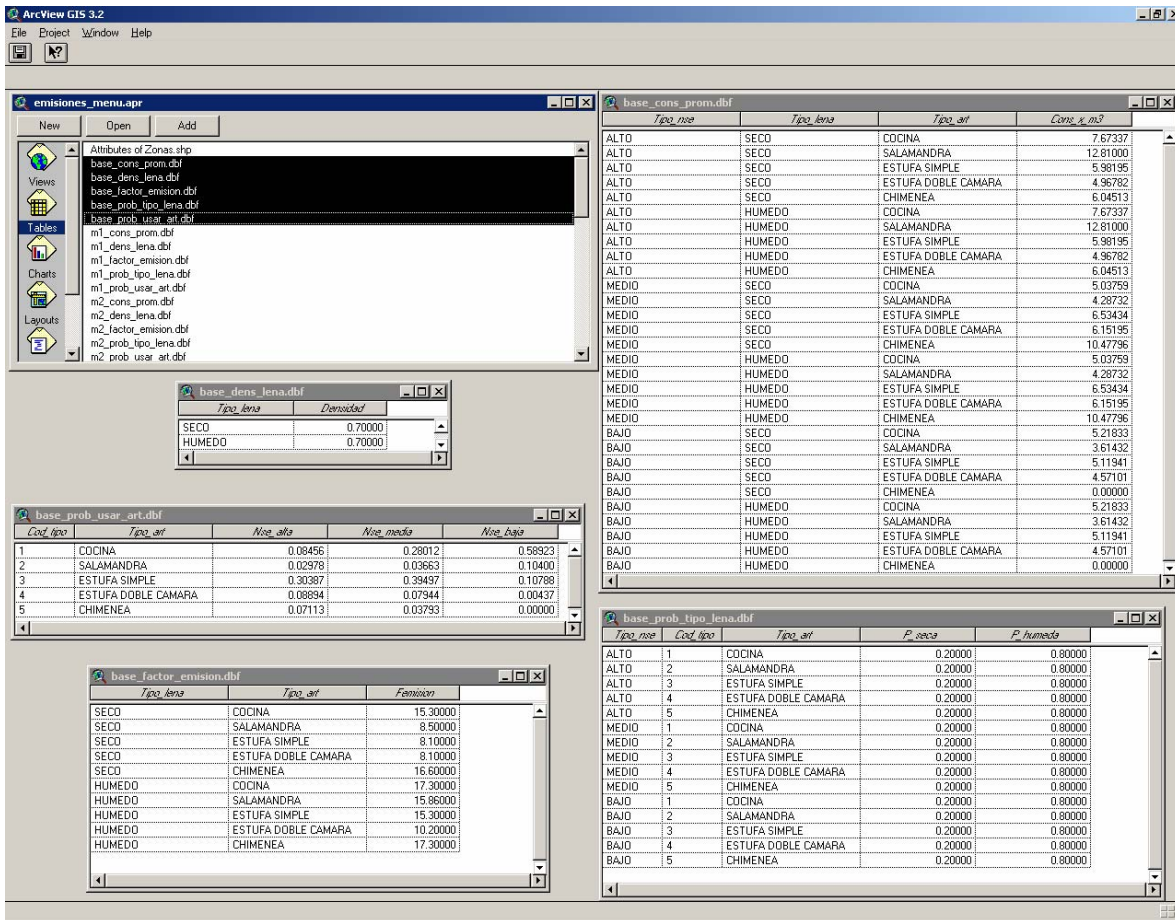 ArcView GIS 3.2
File Project Window Help
emisiones_menu.apr
New Open Add
Views
Tables
Charts
Layouts
Attributes of Zonas.shp
base_cons_prom.dbf
base_dens_lena.dbf
base_factor_emision.dbf
base_prob_tipo_lena.dbf
base_prob_usar_art.dbf
m1_cons_prom.dbf
m1_dens_lena.dbf
m1_factor_emision.dbf
m1_prob_tipo_lena.dbf
m1_prob_usar_art.dbf
m2_cons_prom.dbf
m2_dens_lena.dbf
m2_factor_emision.dbf
m2_prob_tipo_lena.dbf
m2_prob_usar_art.dbf
base_dens_lena.dbf
Tipo_lena Densidad
SECO 0.70000
HUMEDO 0.70000
base_prob_usar_art.dbf
Cod_tipo Tipo_art Nse_alta Nse_media Nse_baja
1 COCINA 0.08456 0.28012 0.58923
2 SALAMANDRA 0.02978 0.03663 0.10400
3 ESTUFA SIMPLE 0.30387 0.39497 0.10788
4 ESTUFA DOBLE CAMARA 0.08894 0.07944 0.00437
5 CHIMENEA 0.07113 0.03793 0.00000
base_factor_emision.dbf
Tipo_lena Tipo_art Femision
SECO COCINA 15.30000
SECO SALAMANDRA 8.50000
SECO ESTUFA SIMPLE 8.10000
SECO ESTUFA DOBLE CAMARA 8.10000
SECO CHIMENEA 16.60000
HUMEDO COCINA 17.30000
HUMEDO SALAMANDRA 15.86000
HUMEDO ESTUFA SIMPLE 15.30000
HUMEDO ESTUFA DOBLE CAMARA 10.20000
HUMEDO CHIMENEA 17.30000
base_cons_prom.dbf
Tipo_nse Tipo_lena Tipo_art Cons_x_m3
ALTO SECO COCINA 7.67337
ALTO SECO SALAMANDRA 12.81000
ALTO SECO ESTUFA SIMPLE 5.98195
ALTO SECO ESTUFA DOBLE CAMARA 4.96782
ALTO SECO CHIMENEA 6.04513
ALTO HUMEDO COCINA 7.67337
ALTO HUMEDO SALAMANDRA 12.81000
ALTO HUMEDO ESTUFA SIMPLE 5.98195
ALTO HUMEDO ESTUFA DOBLE CAMARA 4.96782
ALTO HUMEDO CHIMENEA 6.04513
MEDIO SECO COCINA 5.03759
MEDIO SECO SALAMANDRA 4.28732
MEDIO SECO ESTUFA SIMPLE 6.53434
MEDIO SECO ESTUFA DOBLE CAMARA 6.15195
MEDIO SECO CHIMENEA 10.47796
MEDIO HUMEDO COCINA 5.03759
MEDIO HUMEDO SALAMANDRA 4.28732
MEDIO HUMEDO ESTUFA SIMPLE 6.53434
MEDIO HUMEDO ESTUFA DOBLE CAMARA 6.15195
MEDIO HUMEDO CHIMENEA 10.47796
BAJO SECO COCINA 5.21833
BAJO SECO SALAMANDRA 3.61432
BAJO SECO ESTUFA SIMPLE 5.11941
BAJO SECO ESTUFA DOBLE CAMARA 4.57101
BAJO SECO CHIMENEA 0.00000
BAJO HUMEDO COCINA 5.21833
BAJO HUMEDO SALAMANDRA 3.61432
BAJO HUMEDO ESTUFA SIMPLE 5.11941
BAJO HUMEDO ESTUFA DOBLE CAMARA 4.57101
BAJO HUMEDO CHIMENEA 0.00000
base_prob_tipo_lena.dbf
Tipo_nse Cod_tipo Tipo_art P_seca P_humeda
ALTO 1 COCINA 0.20000 0.80000
ALTO 2 SALAMANDRA 0.20000 0.80000
ALTO 3 ESTUFA SIMPLE 0.20000 0.80000
ALTO 4 ESTUFA DOBLE CAMARA 0.20000 0.80000
ALTO 5 CHIMENEA 0.20000 0.80000
MEDIO 1 COCINA 0.20000 0.80000
MEDIO 2 SALAMANDRA 0.20000 0.80000
MEDIO 3 ESTUFA SIMPLE 0.20000 0.80000
MEDIO 4 ESTUFA DOBLE CAMARA 0.20000 0.80000
MEDIO 5 CHIMENEA 0.20000 0.80000
BAJO 1 COCINA 0.20000 0.80000
BAJO 2 SALAMANDRA 0.20000 0.80000
BAJO 3 ESTUFA SIMPLE 0.20000 0.80000
BAJO 4 ESTUFA DOBLE CAMARA 0.20000 0.80000
BAJO 5 CHIMENEA 0.20000 0.80000